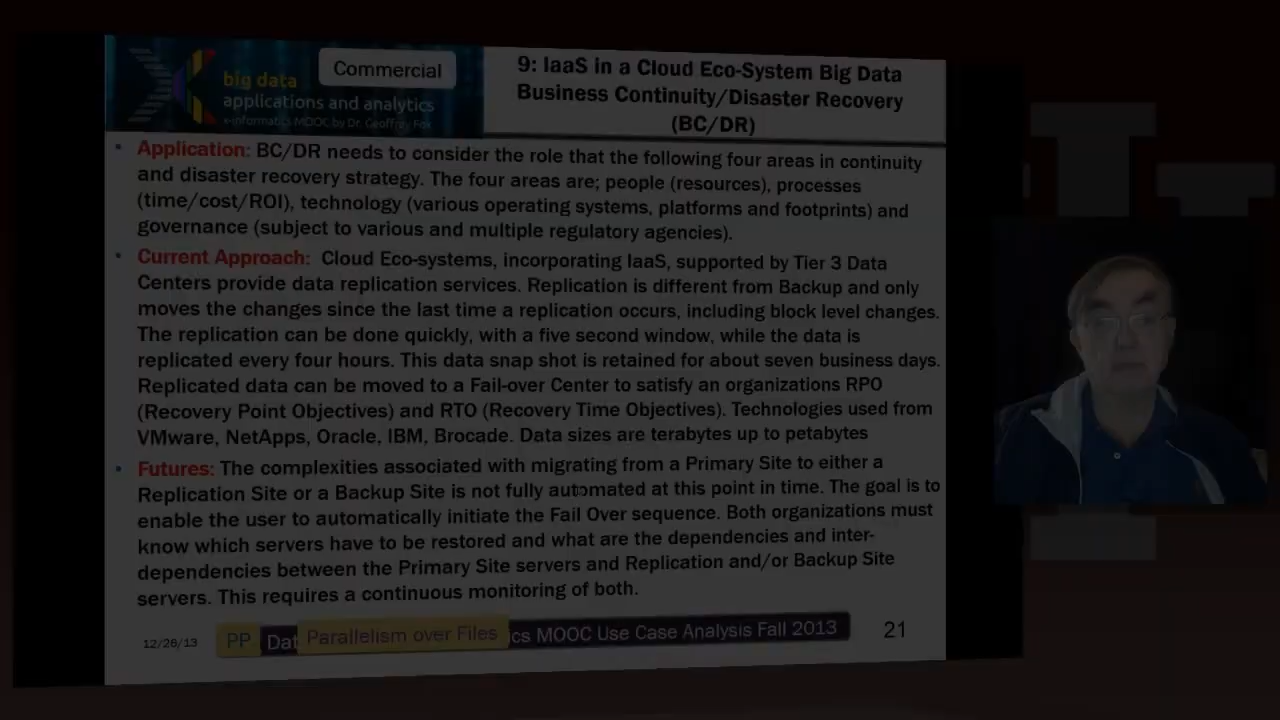 big data
applications and analytics
x-informatics MOOC by Dr. Geoffrey Fox
Commercial
9: IaaS in a Cloud Eco-System Big Data
Business Continuity/Disaster Recovery
(BC/DR)
• Application: BC/DR needs to consider the role that the following four areas in continuity
and disaster recovery strategy. The four areas are; people (resources), processes
(time/cost/ROI), technology (various operating systems, platforms and footprints) and
governance (subject to various and multiple regulatory agencies).
• Current Approach: Cloud Eco-systems, incorporating IaaS, supported by Tier 3 Data
Centers provide data replication services. Replication is different from Backup and only
moves the changes since the last time a replication occurs, including block level changes.
The replication can be done quickly, with a five second window, while the data is
replicated every four hours. This data snap shot is retained for about seven business days.
Replicated data can be moved to a Fail-over Center to satisfy an organizations RPO
(Recovery Point Objectives) and RTO (Recovery Time Objectives). Technologies used from
VMware, NetApps, Oracle, IBM, Brocade. Data sizes are terabytes up to petabytes
• Futures: The complexities associated with migrating from a Primary Site to either a
Replication Site or a Backup Site is not fully automated at this point in time. The goal is to
enable the user to automatically initiate the Fail Over sequence. Both organizations must
know which servers have to be restored and what are the dependencies and inter-
dependencies between the Primary Site servers and Replication and/or Backup Site
servers. This requires a continuous monitoring of both.
12/26/13
PP
Dat
Parallelism over Files
ics MOOC Use Case Analysis Fall 2013
21